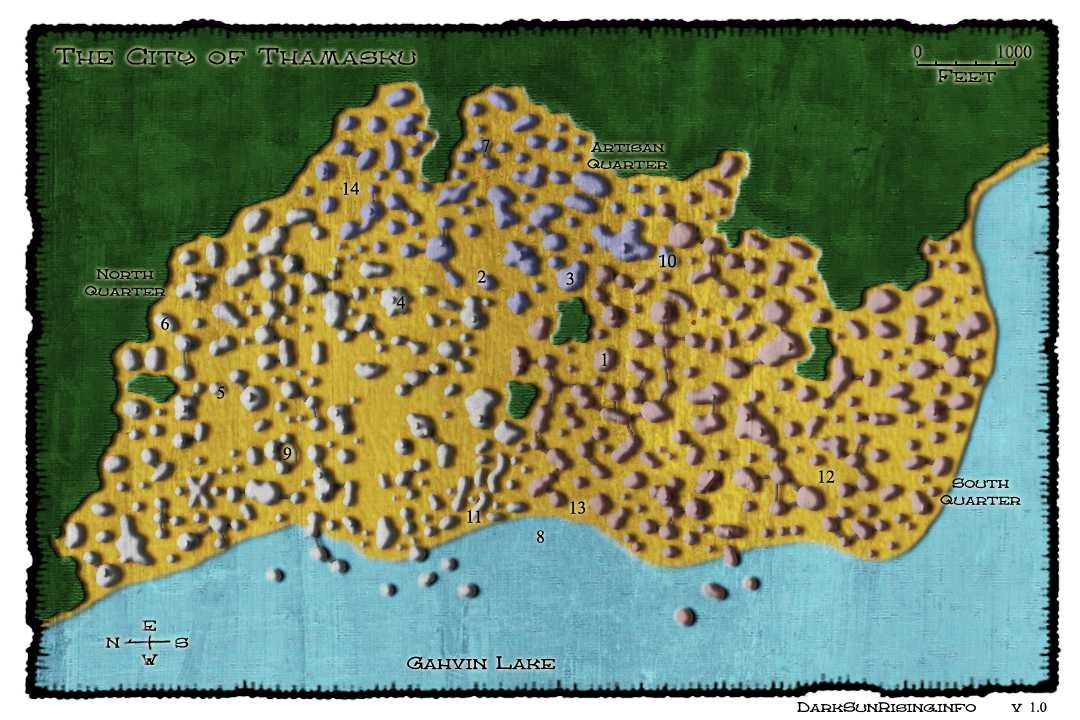 The City of Thamasku
0 1000
Feet
Artisan
Quarter
7
14
10
North
Quarter
2
3
4
6
1
5
9
12
South
Quarter
11
13
8
E
N S
W
Gahvin Lake
DarkSunRising.info v 1.0